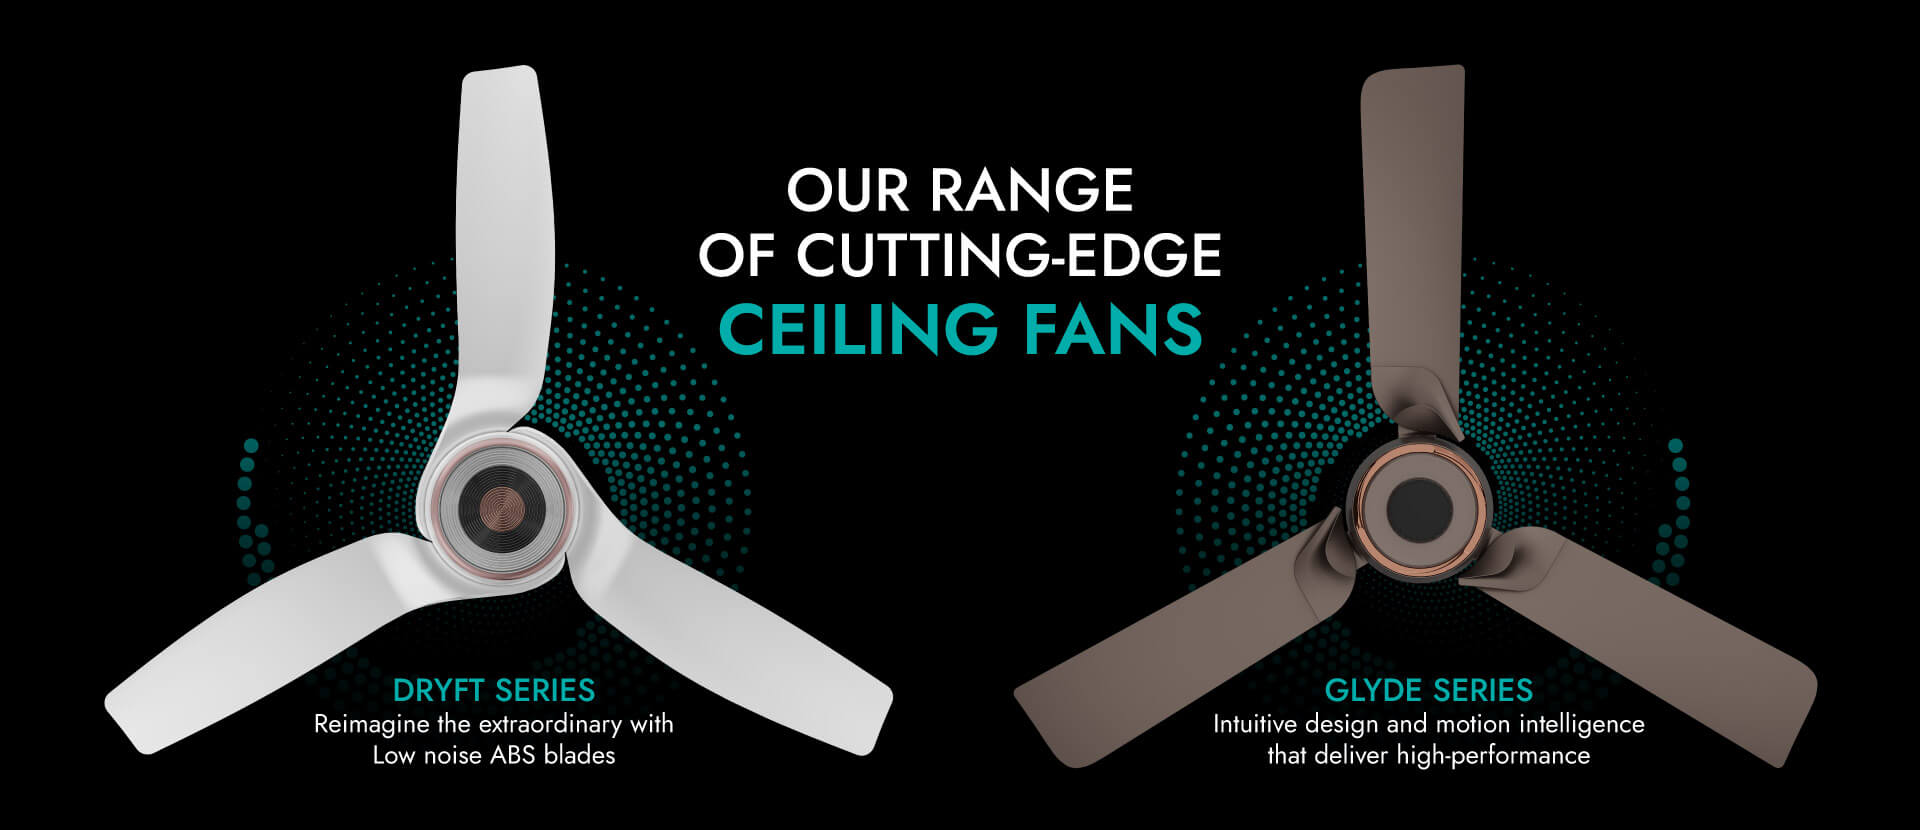 OUR RANGE
OF CUTTING-EDGE
CEILING FANS
DRYFT SERIES
Reimagine the extraordinary with
Low noise ABS blades
GLYDE SERIES
Intuitive design and motion intelligence
that deliver high-performance